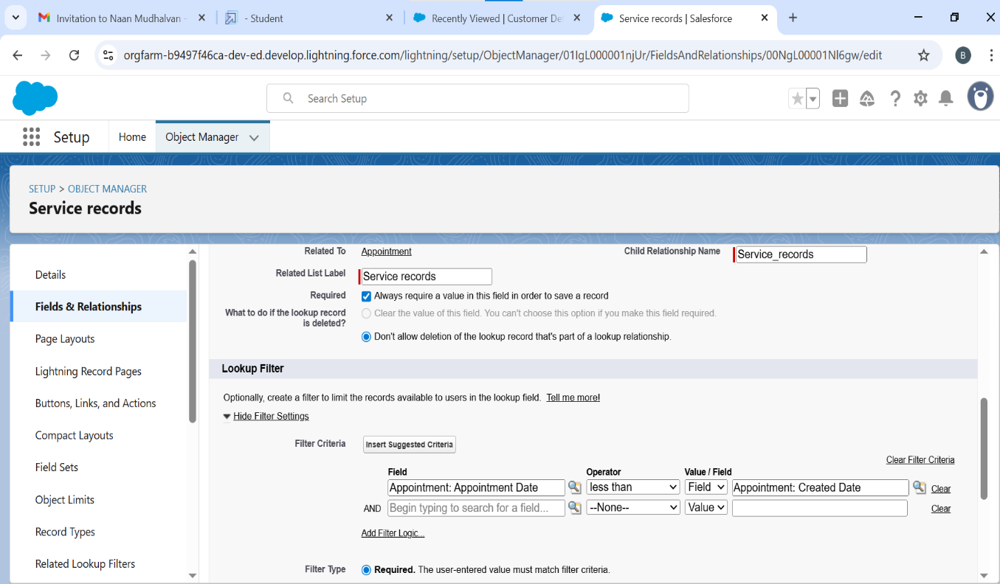 Invitation to Naan Mudhalvan -
- Student
Recently Viewed | Customer De
Service records | Salesforce
orgfarm-b9497f46ca-dev-ed.develop.lightning.force.com/lightning/setup/ObjectManager/01IgL000001njUr/FieldsAndRelationships/00NgL00001Nl6gw/edit
B
Search Setup
Setup
Home
Object Manager
SETUP > OBJECT MANAGER
Service records
Details
Fields & Relationships
Page Layouts
Lightning Record Pages
Buttons, Links, and Actions
Compact Layouts
Field Sets
Object Limits
Record Types
Related Lookup Filters
Related To Appointment Child Relationship Name Service_records
Related List Label Service records
Required Always require a value in this field in order to save a record
What to do if the lookup record is deleted? Clear the value of this field. You can't choose this option if you make this field required.
Don't allow deletion of the lookup record that's part of a lookup relationship.
Lookup Filter
Optionally, create a filter to limit the records available to users in the lookup field. Tell me more!
Hide Filter Settings
Filter Criteria Insert Suggested Criteria
Clear Filter Criteria
Field Operator Value / Field
Appointment: Appointment Date less than Field Appointment: Created Date Clear
AND Begin typing to search for a field... --None-- Value Clear
Add Filter Logic...
Filter Type Required. The user-entered value must match filter criteria.